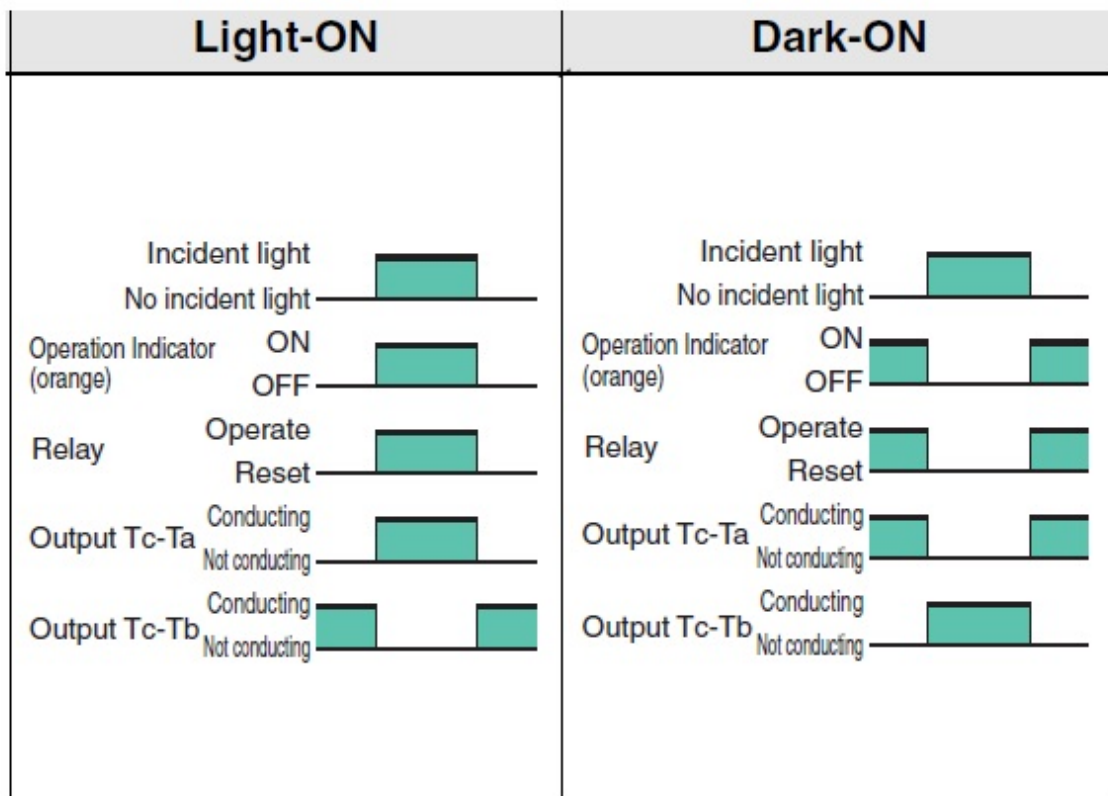 Light-ON
Incident light
No incident light
Operation Indicator
(orange)
ON
OFF
Relay
Operate
Reset
Output Tc-Ta
Conducting
Not conducting
Output Tc-Tb
Conducting
Not conducting
Dark-ON
Incident light
No incident light
Operation Indicator
(orange)
ON
OFF
Relay
Operate
Reset
Output Tc-Ta
Conducting
Not conducting
Output Tc-Tb
Conducting
Not conducting